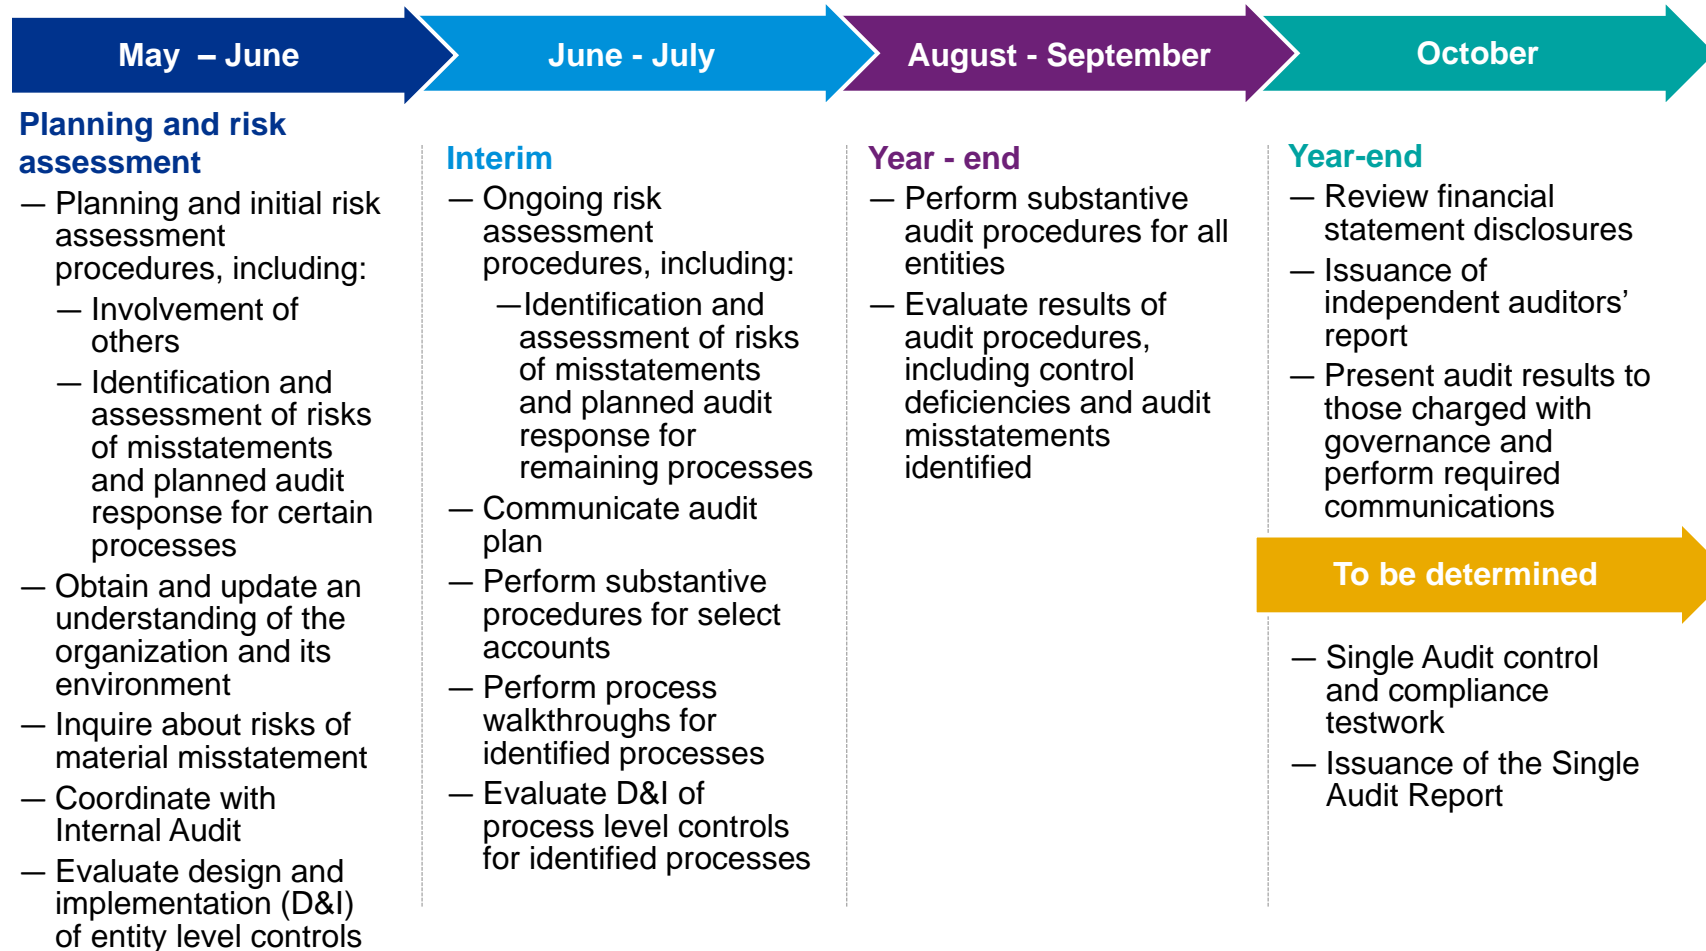 May – June
Planning and risk
assessment
— Planning and initial risk
assessment
procedures, including:
— Involvement of
others
— Identification and
assessment of risks
of misstatements
and planned audit
response for certain
processes
— Obtain and update an
understanding of the
organization and its
environment
— Inquire about risks of
material misstatement
— Coordinate with
Internal Audit
— Evaluate design and
implementation (D&I)
of entity level controls
June - July
Interim
— Ongoing risk
assessment
procedures, including:
—Identification and
assessment of risks
of misstatements
and planned audit
response for
remaining processes
— Communicate audit
plan
— Perform substantive
procedures for select
accounts
— Perform process
walkthroughs for
identified processes
— Evaluate D&I of
process level controls
for identified processes
August - September
Year - end
— Perform substantive
audit procedures for all
entities
— Evaluate results of
audit procedures,
including control
deficiencies and audit
misstatements
identified
October
Year-end
— Review financial
statement disclosures
— Issuance of
independent auditors’
report
— Present audit results to
those charged with
governance and
perform required
communications
To be determined
— Single Audit control
and compliance
testwork
— Issuance of the Single
Audit Report